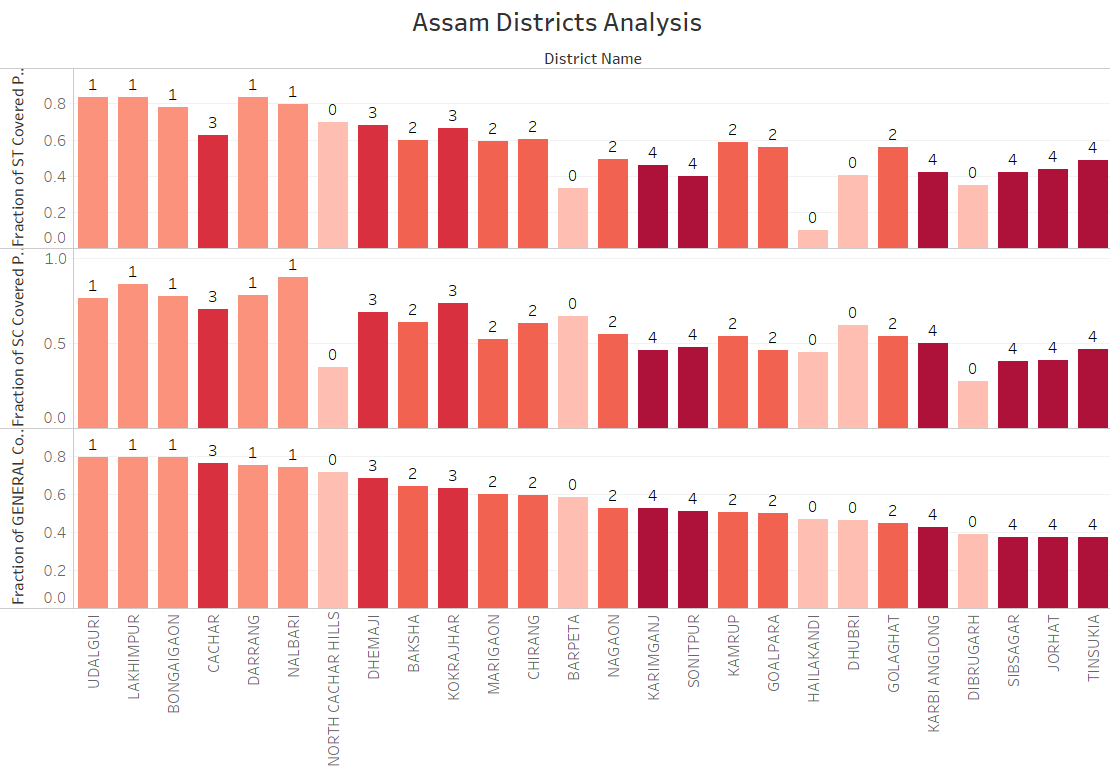 Assam Districts Analysis
District Name
Fraction of ST Covered P..
0.8
0.6
0.4
0.2
0.0
1 1 1 3 1 1 0 3 2 3 2 2 0 2 4 4 2 2 0 0 2 4 0 4 4 4
Fraction of SC Covered P..
1.0
0.5
0.0
1 1 1 3 1 1 0 3 2 3 2 2 0 2 4 4 2 2 0 0 2 4 0 4 4 4
Fraction of GENERAL Co..
0.8
0.6
0.4
0.2
0.0
1 1 1 3 1 1 0 3 2 3 2 2 0 2 4 4 2 2 0 0 2 4 0 4 4 4
UDALGURI
LAKHIMPUR
BONGAIGAON
CACHAR
DARRANG
NALBARI
NORTH CACHAR HILLS
DHEMAJI
BAKSHA
KOKRAJHAR
MARIGAON
CHIRANG
BARPETA
NAGAON
KARIMGANJ
SONITPUR
KAMRUP
GOALPARA
HAILAKANDI
DHUBRI
GOLAGHAT
KARBI ANGLONG
DIBRUGARH
SIBSAGAR
JORHAT
TINSUKIA